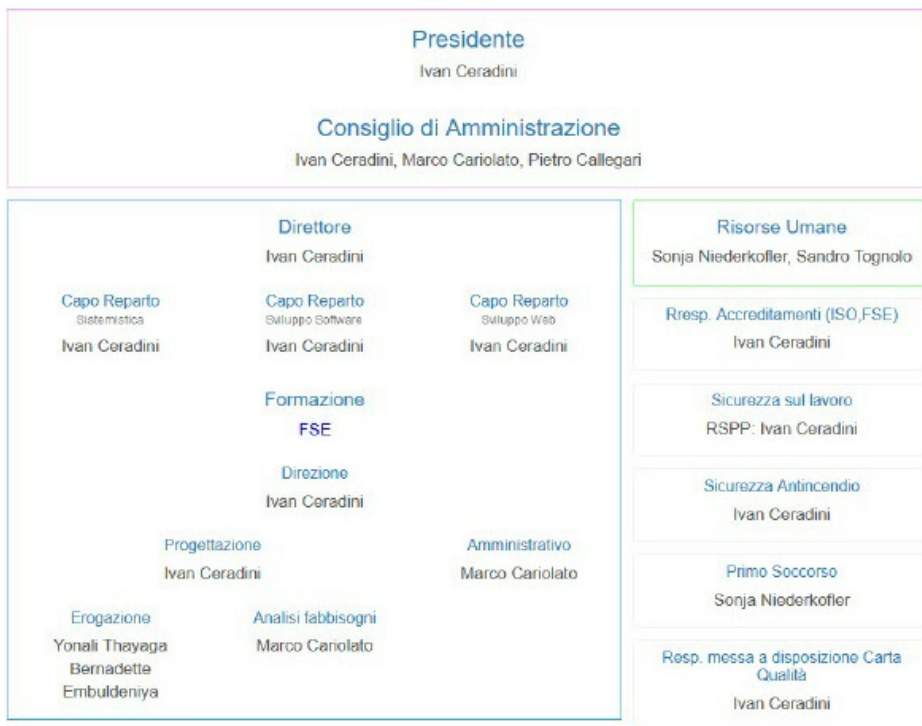 Presidente
Ivan Ceradini
Consiglio di Amministrazione
Ivan Ceradini, Marco Cariolato, Pietro Callegari
Direttore
Ivan Ceradini
Capo Reparto
Sistemistica
Ivan Ceradini
Capo Reparto
Sviluppo Software
Ivan Ceradini
Capo Reparto
Sviluppo Web
Ivan Ceradini
Formazione
FSE
Direzione
Ivan Ceradini
Progettazione
Ivan Ceradini
Amministrativo
Marco Cariolato
Erogazione
Yonali Thayaga
Bernadette
Embuldeniya
Analisi fabbisogni
Marco Cariolato
Risorse Umane
Sonja Niederkofler, Sandro Tognolo
Rresp. Accreditamenti (ISO,FSE)
Ivan Ceradini
Sicurezza sul lavoro
RSPP: Ivan Ceradini
Sicurezza Antincendio
Ivan Ceradini
Primo Soccorso
Sonja Niederkofler
Resp. messa a disposizione Carta
Qualità
Ivan Ceradini